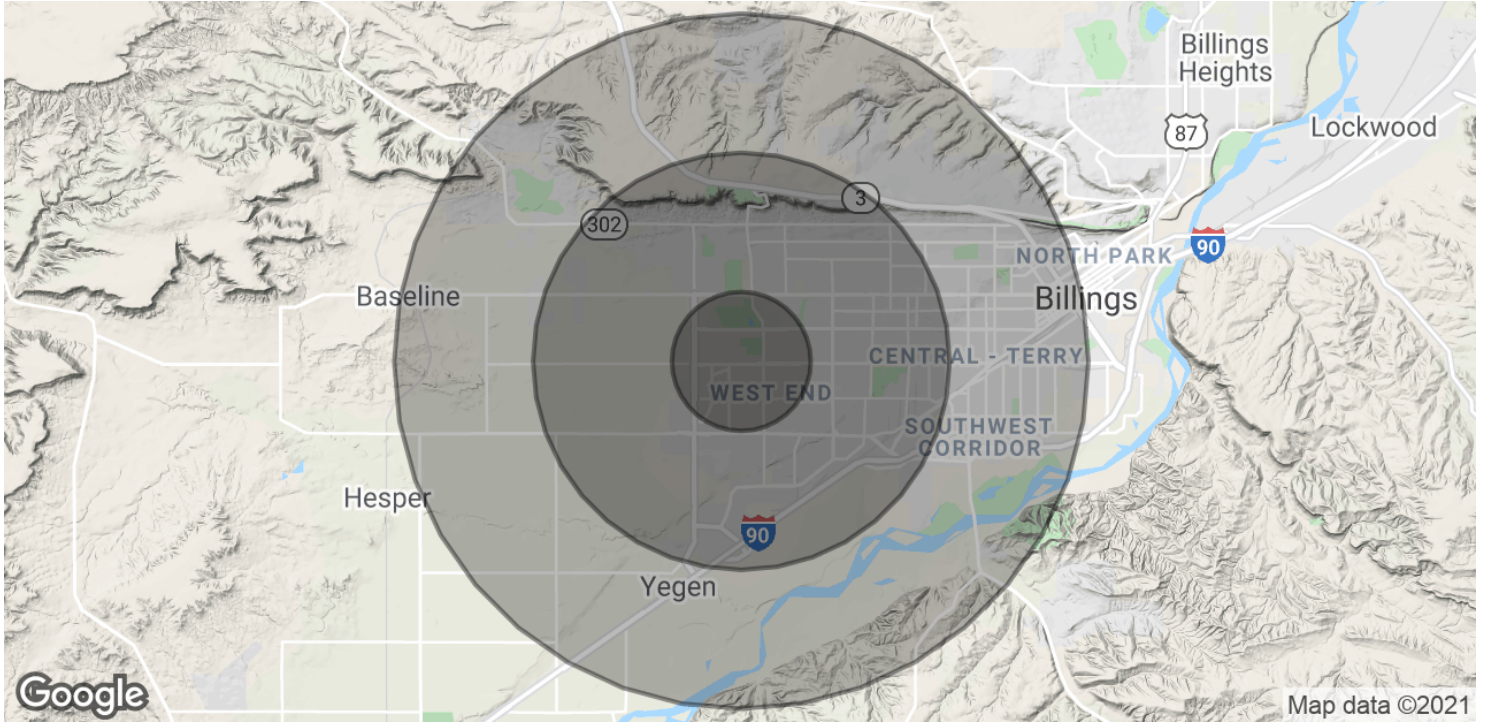 Billings
Heights
87
Lockwood
3
302
NORTH PARK
90
Baseline
Billings
CENTRAL - TERRY
WEST END
SOUTHWEST
CORRIDOR
Hesper
90
Yegen
Google
Map data ©2021